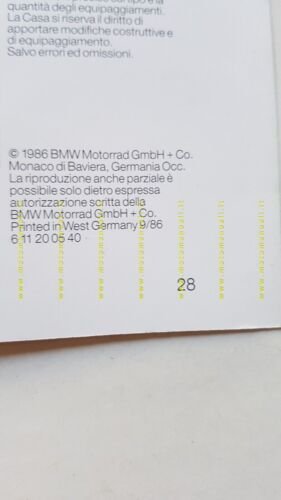 quantità degli equipaggiamenti.
La Casa si riserva il diritto di
apportare modifiche costruttive e
di equipaggiamento.
Salvo errori ed omissioni.
© 1986 BMW Motorrad GmbH + Co.
Monaco di Baviera, Germania Occ.
La riproduzione anche parziale è
possibile solo dietro espressa
autorizzazione scritta della
BMW Motorrad GmbH + Co.
Printed in West Germany 9/86
6 11 20 05 40
28